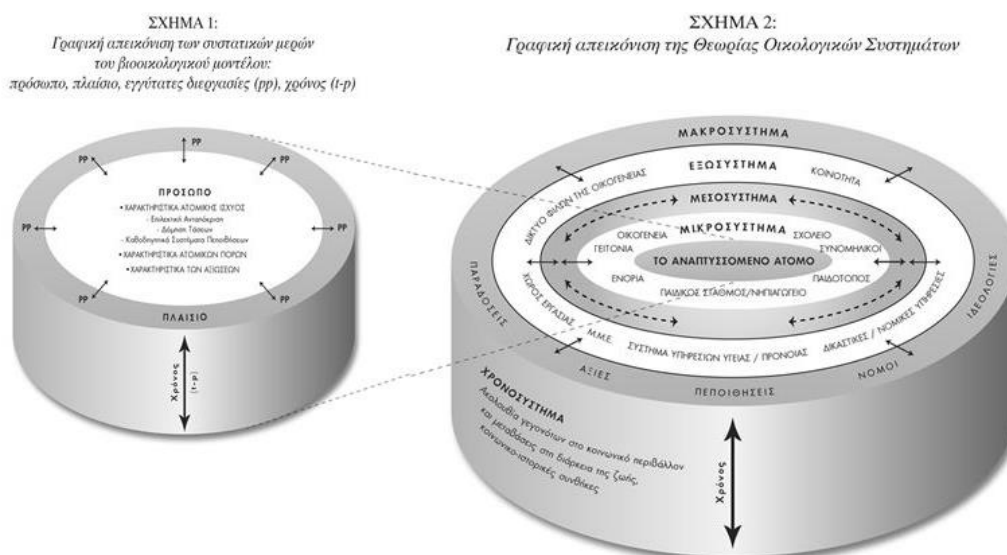 ΣΧΗΜΑ 1:
Γραφική απεικόνιση των συστατικών μερών
του βιοοικολογικού μοντέλου:
πρόσωπο, πλαίσιο, εγγύτατες διεργασίες (pp), χρόνος (t-p)
PP
PP
PP
PP
PP
PP
PP
ΠΡΟΣΩΠΟ
• ΧΑΡΑΚΤΗΡΙΣΤΙΚΑ ΑΤΟΜΙΚΗΣ ΙΣΧΥΟΣ
- Επιλεκτική Ανταπόκριση
- Δόμηση Τάσεων
- Καθοδηγητικά Συστήματα Πεποιθήσεων
• ΧΑΡΑΚΤΗΡΙΣΤΙΚΑ ΑΤΟΜΙΚΩΝ ΠΟΡΩΝ
• ΧΑΡΑΚΤΗΡΙΣΤΙΚΑ ΤΩΝ ΑΞΙΩΣΕΩΝ
ΠΛΑΙΣΙΟ
Χρόνος
(t-p)
ΣΧΗΜΑ 2:
Γραφική απεικόνιση της Θεωρίας Οικολογικών Συστημάτων
ΜΑΚΡΟΣΥΣΤΗΜΑ
ΕΞΩΣΥΣΤΗΜΑ
ΔΙΚΤΥΟ ΦΙΛΩΝ ΤΗΣ ΟΙΚΟΓΕΝΕΙΑΣ
ΚΟΙΝΟΤΗΤΑ
ΜΕΣΟΣΥΣΤΗΜΑ
ΜΙΚΡΟΣΥΣΤΗΜΑ
ΟΙΚΟΓΕΝΕΙΑ
ΣΧΟΛΕΙΟ
ΓΕΙΤΟΝΙΑ
ΣΥΝΟΜΗΛΙΚΟΙ
ΤΟ ΑΝΑΠΤΥΣΣΟΜΕΝΟ ΑΤΟΜΟ
ΕΝΟΡΙΑ
ΠΑΙΔΟΤΟΠΟΣ
ΠΑΙΔΙΚΟΣ ΣΤΑΘΜΟΣ/ΝΗΠΙΑΓΩΓΕΙΟ
ΧΩΡΟΣ ΕΡΓΑΣΙΑΣ
Μ.Μ.Ε.
ΣΥΣΤΗΜΑ ΥΠΗΡΕΣΙΩΝ ΥΓΕΙΑΣ / ΠΡΟΝΟΙΑΣ
ΔΙΚΑΣΤΙΚΕΣ / ΝΟΜΙΚΕΣ ΥΠΗΡΕΣΙΕΣ
ΠΑΡΑΔΟΣΕΙΣ
ΑΞΙΕΣ
ΠΕΠΟΙΘΗΣΕΙΣ
ΝΟΜΟΙ
ΙΔΕΟΛΟΓΙΕΣ
ΧΡΟΝΟΣΥΣΤΗΜΑ
Ακολουθία γεγονότων στο κοινωνικό περιβάλλον
και μεταβάσεις στη διάρκεια της ζωής,
κοινωνικο-ιστορικές συνθήκες
Χρόνος